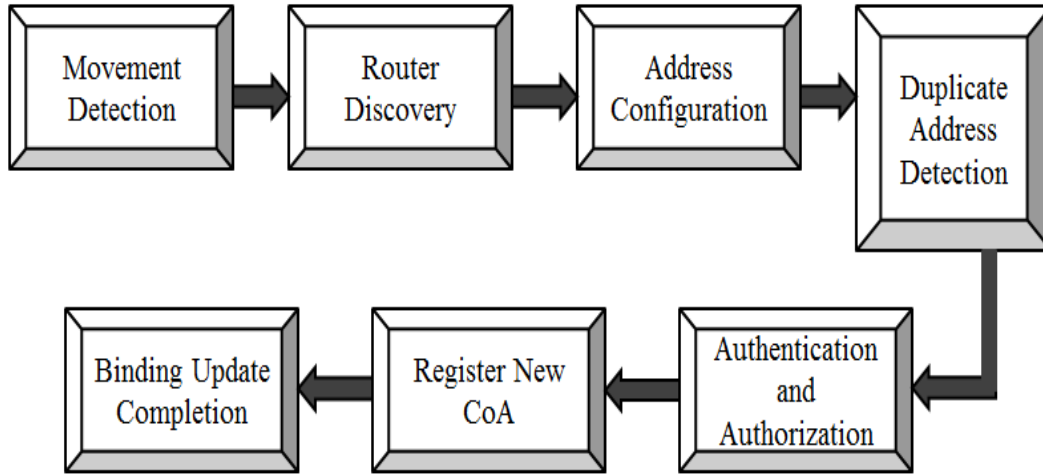 Movement
Detection
Router
Discovery
Address
Configuration
Duplicate
Address
Detection
Authentication
and
Authorization
Register New
CoA
Binding Update
Completion